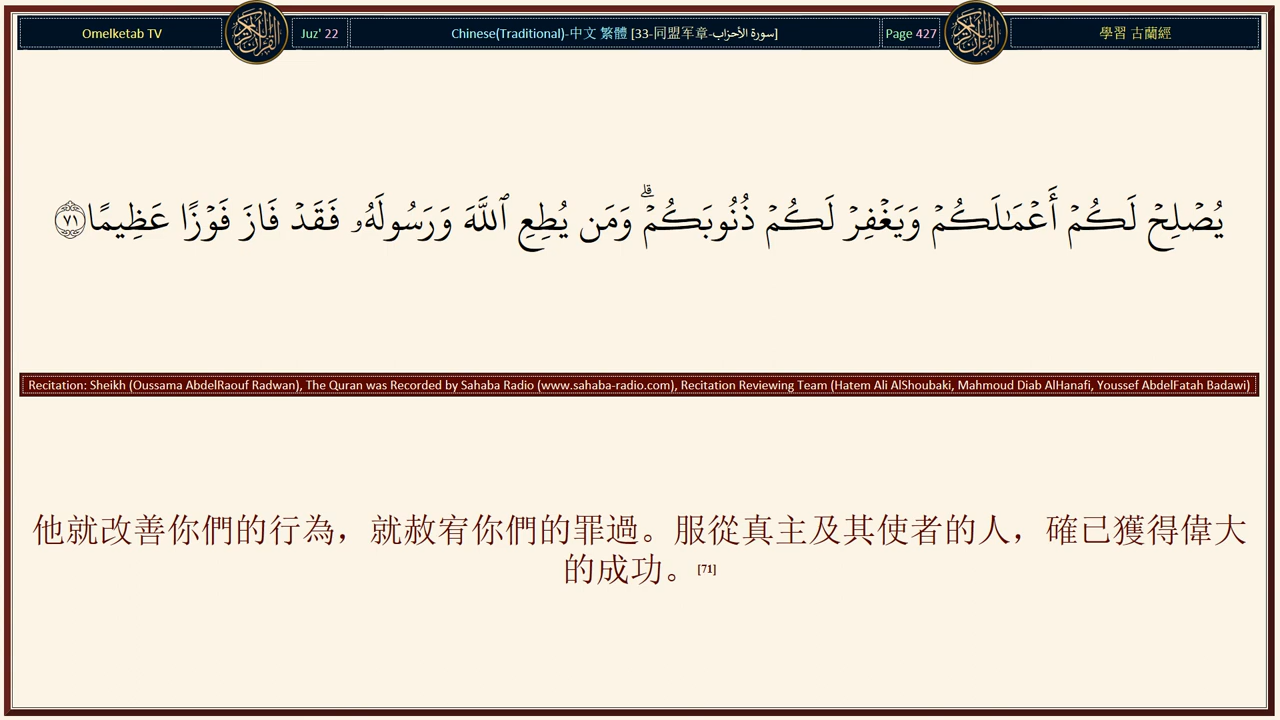 Omelketab TV
Juz' 22
Chinese(Traditional)-中文 繁體 [33-同盟军章-سورة الأحزاب]
Page 427
學習 古蘭經
يُصۡلِحۡ لَكُمۡ أَعۡمَٰلَكُمۡ وَيَغۡفِرۡ لَكُمۡ ذُنُوبَكُمۡۗ وَمَن يُطِعِ ٱللَّهَ وَرَسُولَهُۥ فَقَدۡ فَازَ فَوۡزًا عَظِيمًا ٧١
Recitation: Sheikh (Oussama AbdelRaouf Radwan), The Quran was Recorded by Sahaba Radio (www.sahaba-radio.com), Recitation Reviewing Team (Hatem Ali AlShoubaki, Mahmoud Diab AlHanafi, Youssef AbdelFatah Badawi)
他就改善你們的行為，就赦宥你們的罪過。服從真主及其使者的人，確已獲得偉大
的成功。[71]